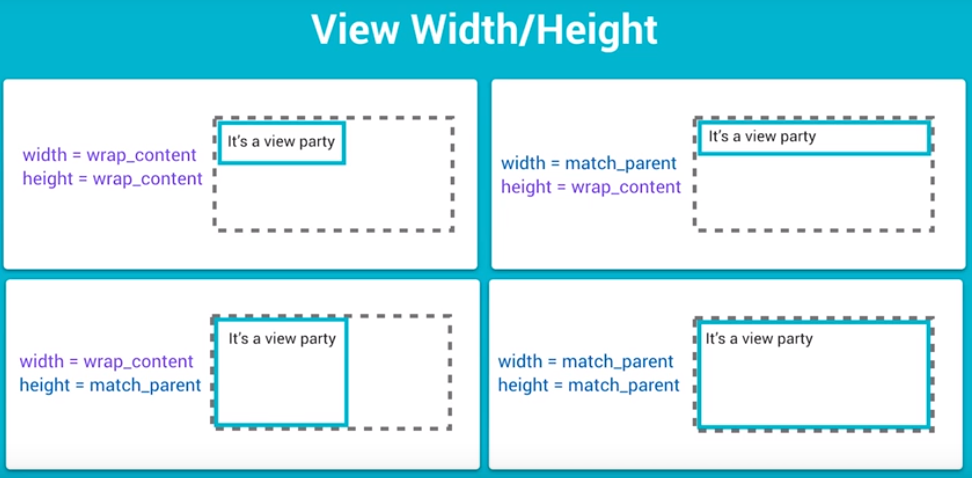 View Width/Height
width = wrap_content
height = wrap_content
It's a view party
width = match_parent
height = wrap_content
It's a view party
width = wrap_content
height = match_parent
It's a view party
width = match_parent
height = match_parent
It's a view party